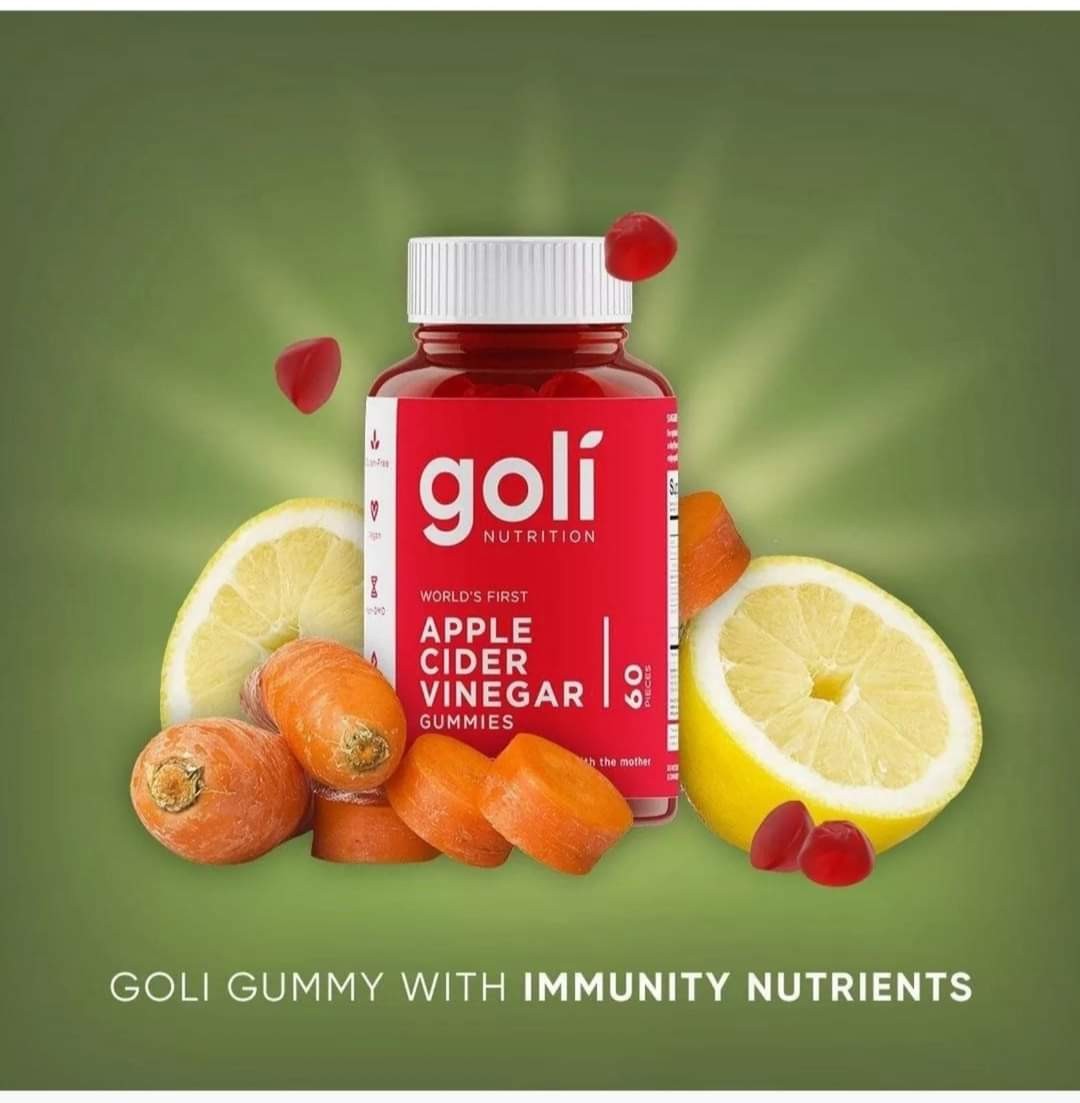 goli
NUTRITION
WORLD'S FIRST
APPLE
CIDER
VINEGAR
GUMMIES
60
PIECES
the mother
GOLI GUMMY WITH IMMUNITY NUTRIENTS